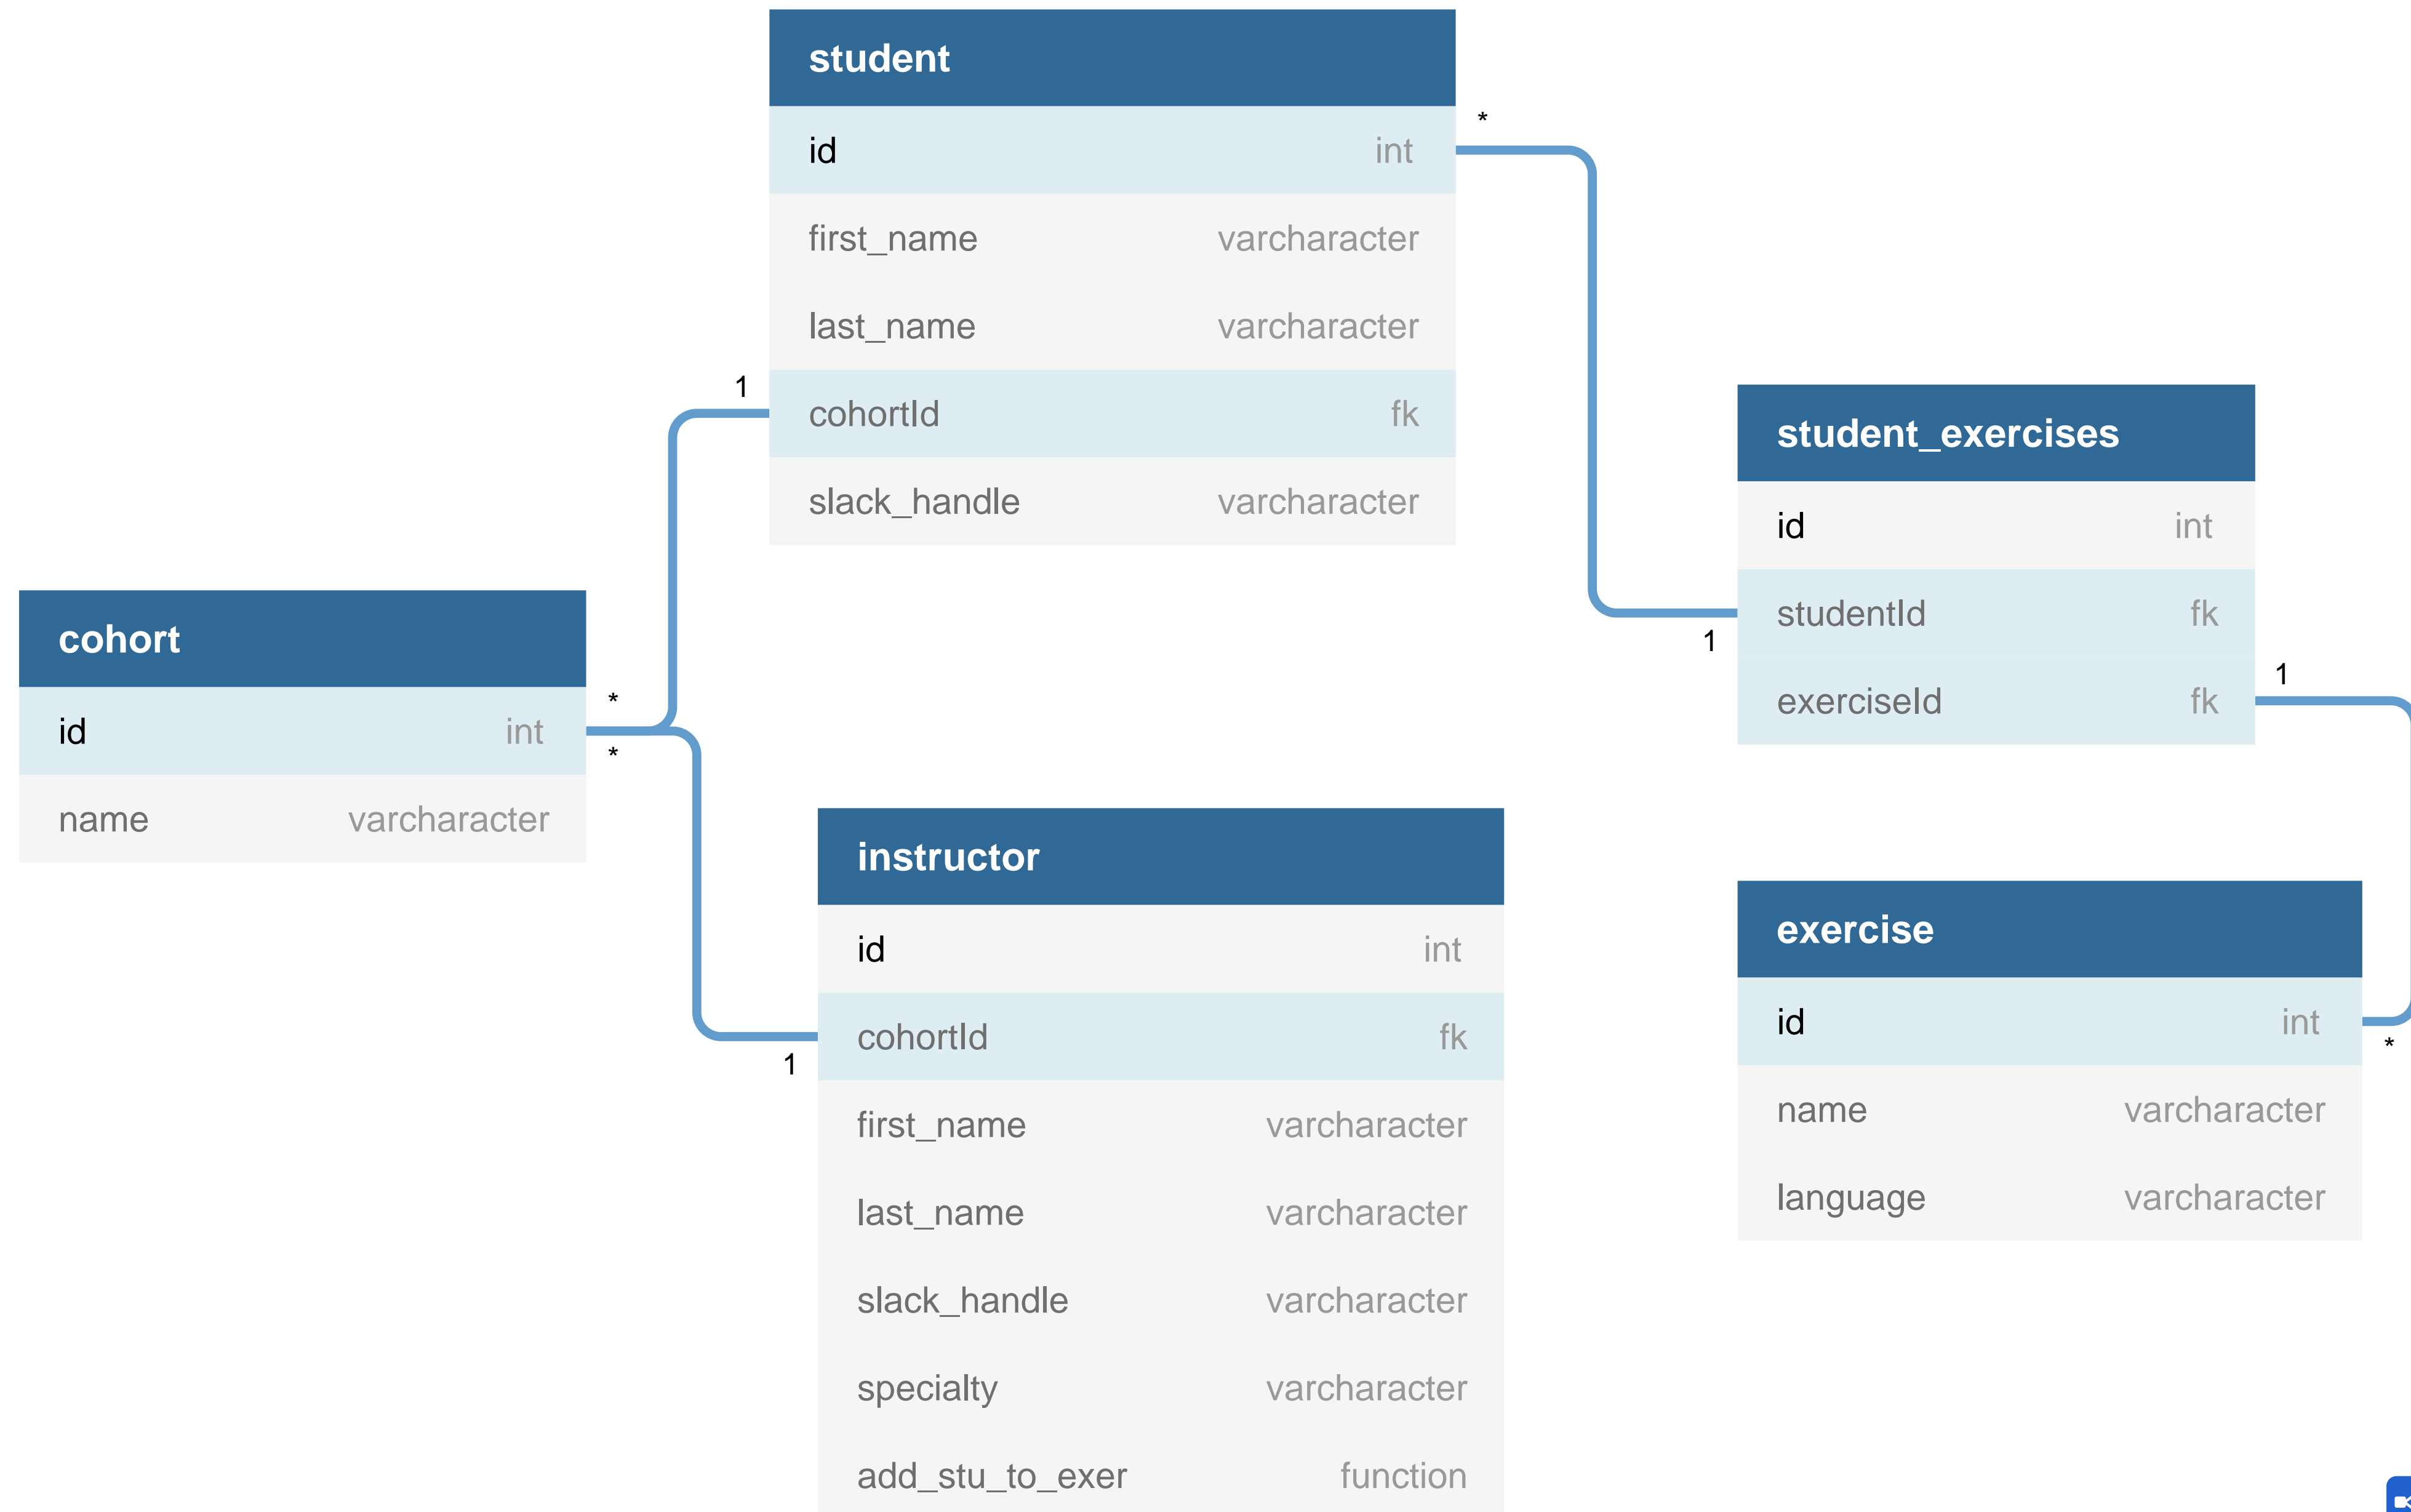 student
id int
first_name varcharacter
last_name varcharacter
cohortId fk
slack_handle varcharacter
*
1
cohort
id int
name varcharacter
*
*
1
student_exercises
id int
studentId fk
exerciseId fk
1
1
instructor
id int
cohortId fk
first_name varcharacter
last_name varcharacter
slack_handle varcharacter
specialty varcharacter
add_stu_to_exer function
exercise
id int
name varcharacter
language varcharacter
*